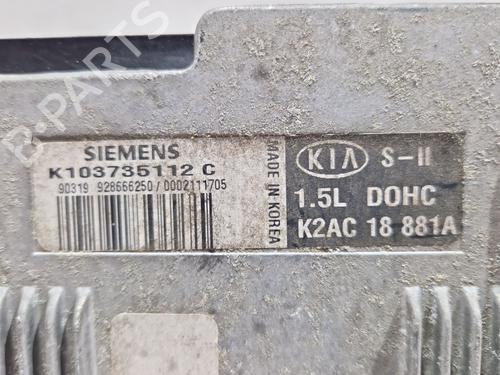 B-PARTS
SIEMENS
K103735112 C
90319 928666250 / 0002111705
MADE IN KOREA
KIA S-II
1.5L DOHC
K2AC 18 881A